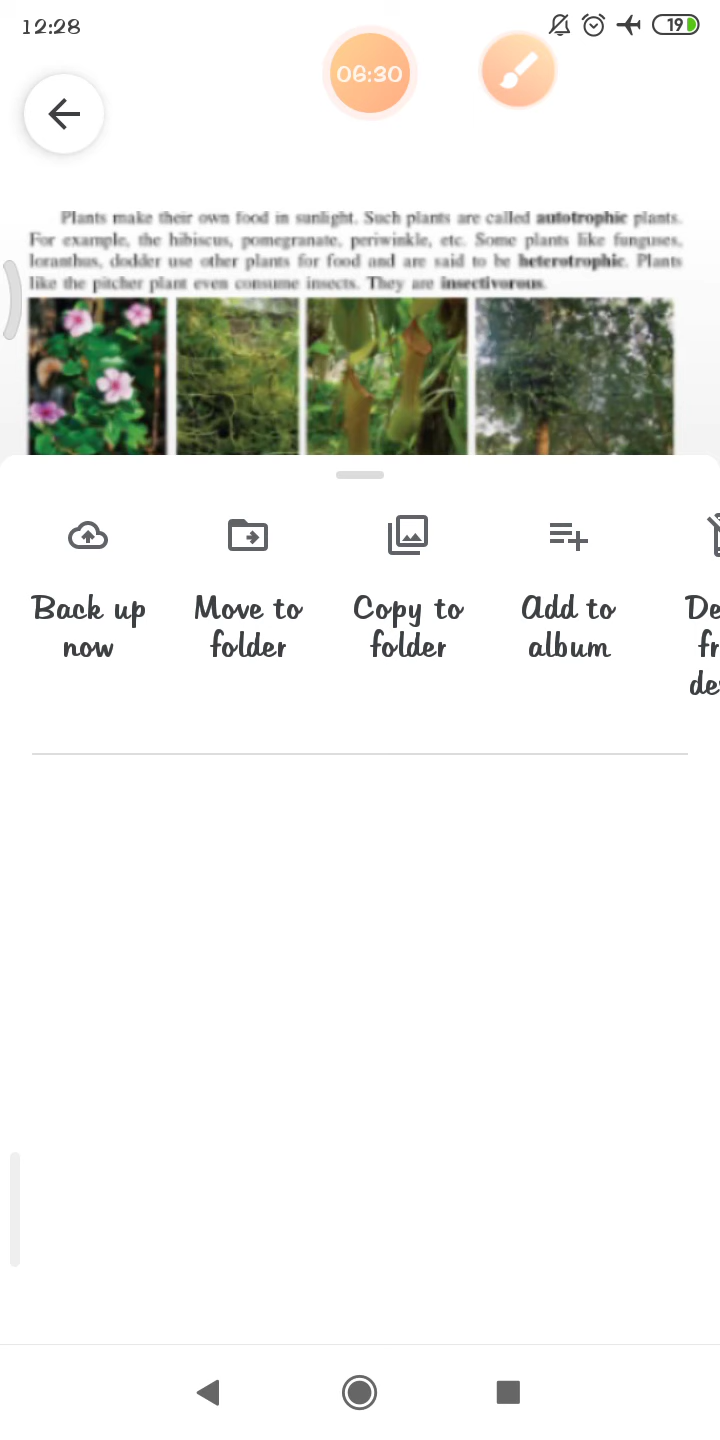 12:28
19
06:30
Plants make their own food in sunlight. Such plants are called autotrophic plants.
For example, the hibiscus, pomegranate, periwinkle, etc. Some plants like funguses,
loranthus, dodder use other plants for food and are said to be heterotrophic. Plants
like the pitcher plant even consume insects. They are insectivorous.
Back up
now
Move to
folder
Copy to
folder
Add to
album
De
fr
de